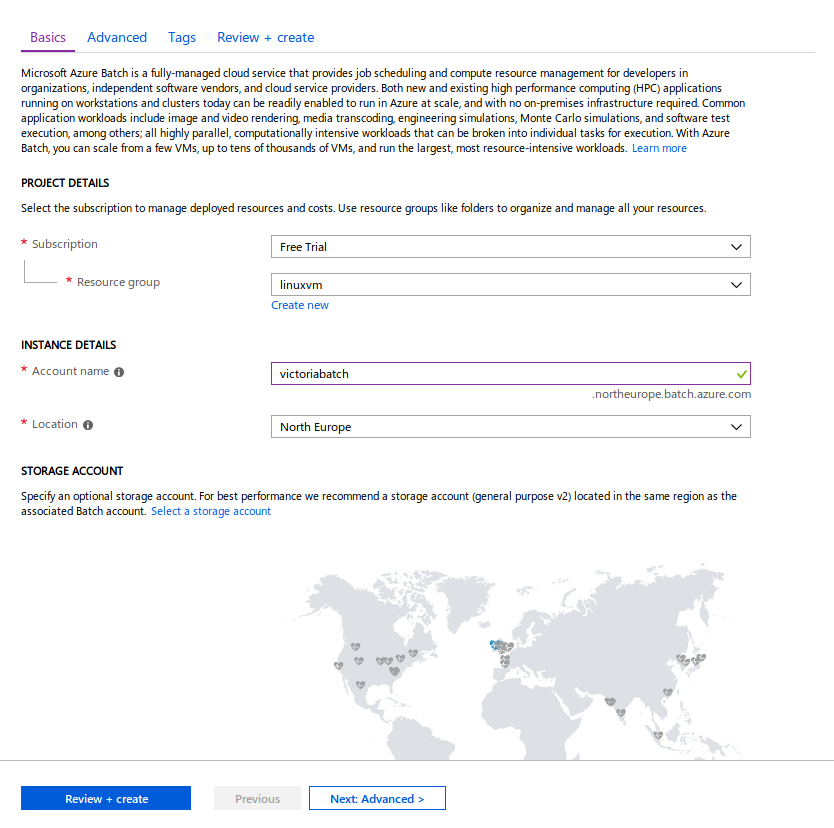 Basics Advanced Tags Review + create
Microsoft Azure Batch is a fully-managed cloud service that provides job scheduling and compute resource management for developers in
organizations, independent software vendors, and cloud service providers. Both new and existing high performance computing (HPC) applications
running on workstations and clusters today can be readily enabled to run in Azure at scale, and with no on-premises infrastructure required. Common
application workloads include image and video rendering, media transcoding, engineering simulations, Monte Carlo simulations, and software test
execution, among others; all highly parallel, computationally intensive workloads that can be broken into individual tasks for execution. With Azure
Batch, you can scale from a few VMs, up to tens of thousands of VMs, and run the largest, most resource-intensive workloads. Learn more
PROJECT DETAILS
Select the subscription to manage deployed resources and costs. Use resource groups like folders to organize and manage all your resources.
* Subscription Free Trial
* Resource group linuxvm
Create new
INSTANCE DETAILS
* Account name victoriabatch
.northeurope.batch.azure.com
* Location North Europe
STORAGE ACCOUNT
Specify an optional storage account. For best performance we recommend a storage account (general purpose v2) located in the same region as the
associated Batch account. Select a storage account
Review + create Previous Next: Advanced >